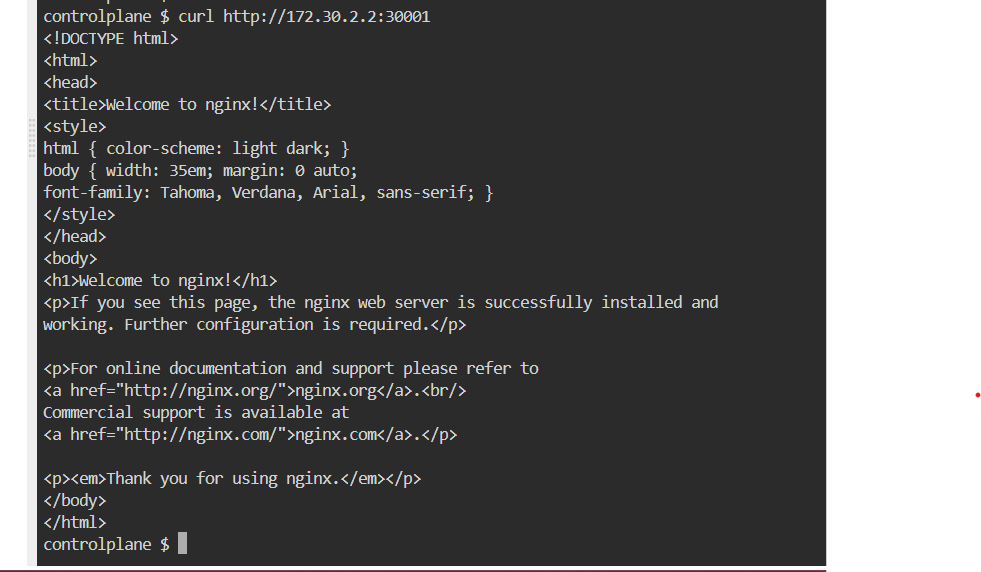 controlplane $ curl http://172.30.2.2:30001
<!DOCTYPE html>
<html>
<head>
<title>Welcome to nginx!</title>
<style>
html { color-scheme: light dark; }
body { width: 35em; margin: 0 auto;
font-family: Tahoma, Verdana, Arial, sans-serif; }
</style>
</head>
<body>
<h1>Welcome to nginx!</h1>
<p>If you see this page, the nginx web server is successfully installed and
working. Further configuration is required.</p>

<p>For online documentation and support please refer to
<a href="http://nginx.org/">nginx.org</a>.<br/>
Commercial support is available at
<a href="http://nginx.com/">nginx.com</a>.</p>

<p><em>Thank you for using nginx.</em></p>
</body>
</html>
controlplane $